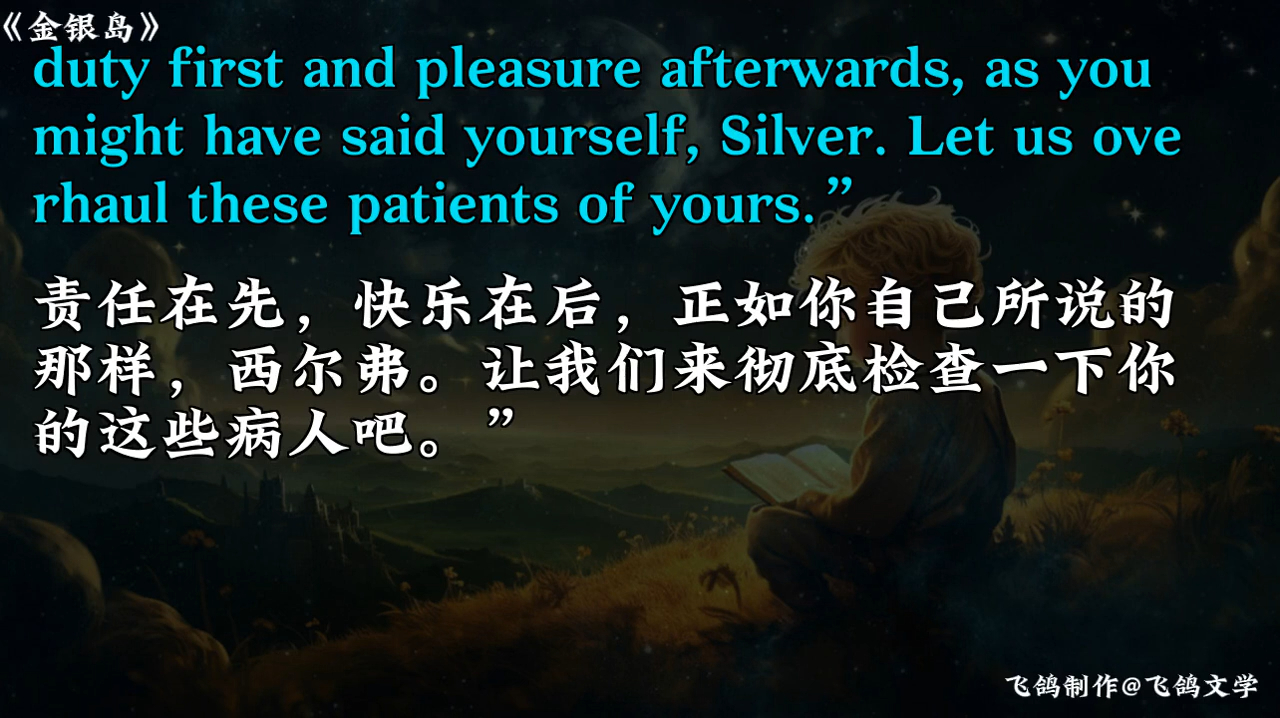 《金银岛》
duty first and pleasure afterwards, as you
might have said yourself, Silver. Let us ove
rhaul these patients of yours.”
责任在先，快乐在后，正如你自己所说的
那样，西尔弗。让我们来彻底检查一下你
的这些病人吧。”
飞鸽制作@飞鸽文学